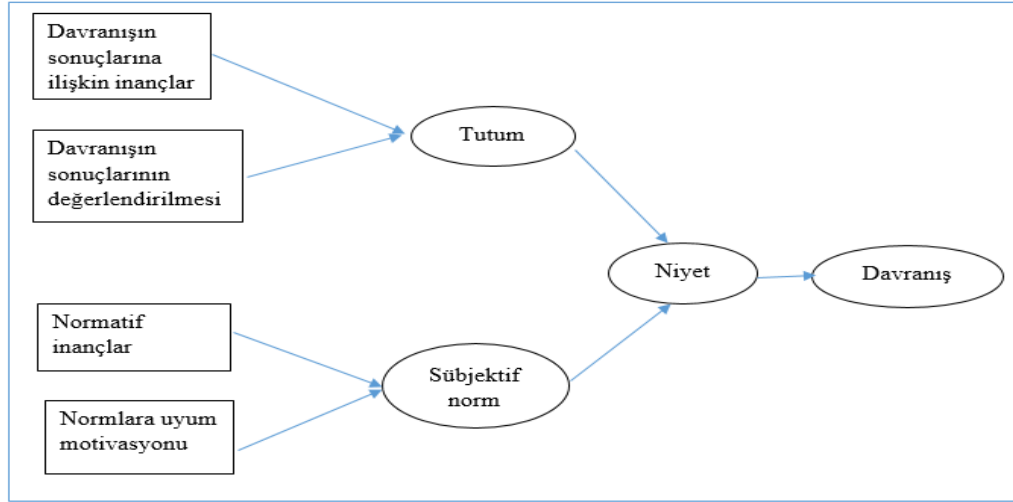 Davranışın
sonuçlarına
ilişkin inançlar
Davranışın
sonuçlarının
değerlendirilmesi
Tutum
Niyet
Davranış
Normatif
inançlar
Normlara uyum
motivasyonu
Sübjektif
norm